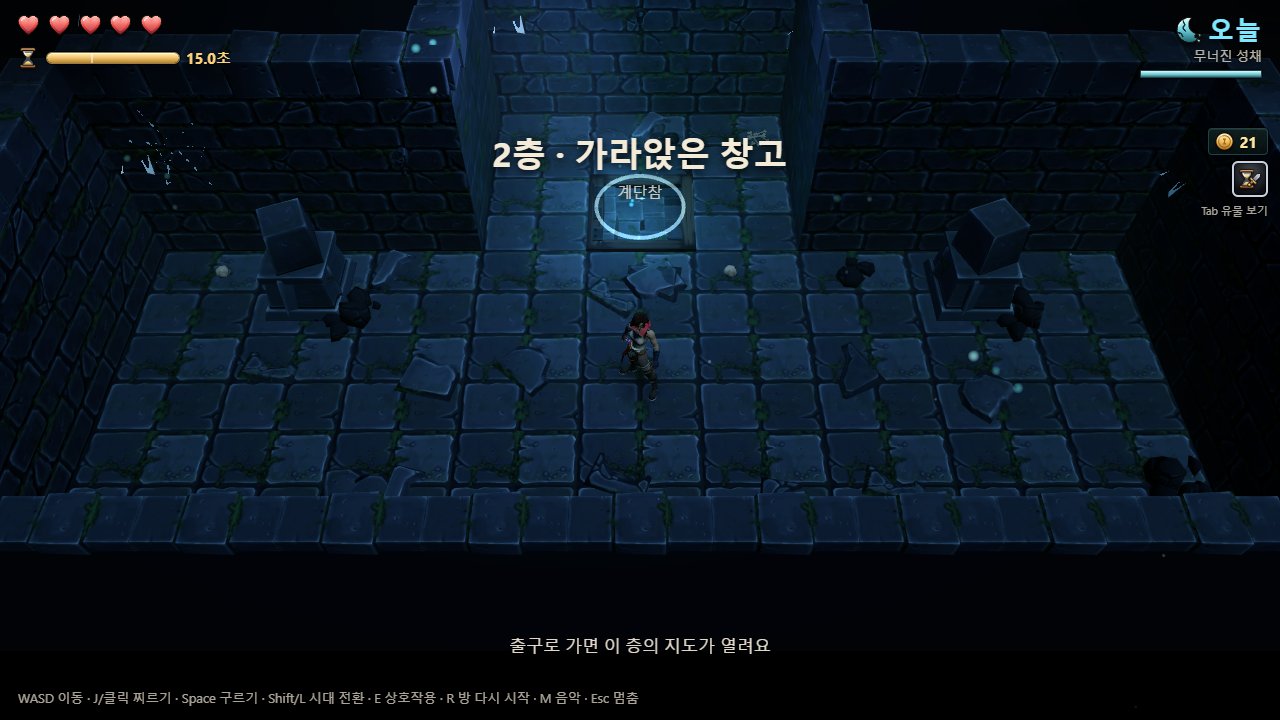 15.0초
오늘
무너진 성채
21
Tab 유물 보기
2층 · 가라앉은 창고
계단참
출구로 가면 이 층의 지도가 열려요
WASD 이동 · J/클릭 찌르기 · Space 구르기 · Shift/L 시대 전환 · E 상호작용 · R 방 다시 시작 · M 음악 · Esc 멈춤